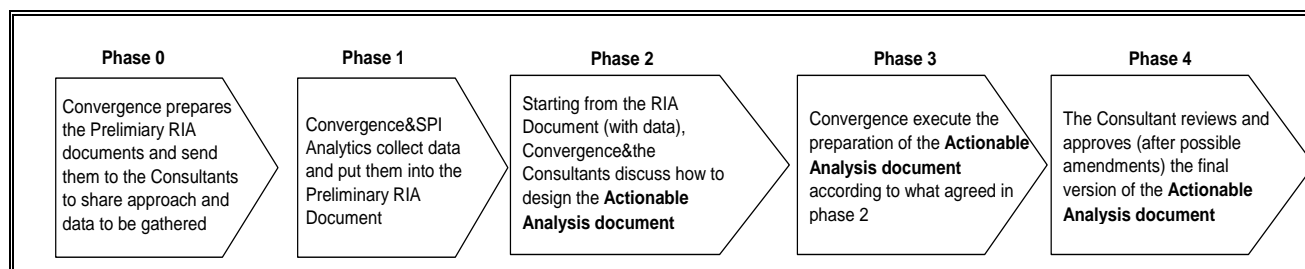 Phase 0
Convergence prepares
the Prelimiary RIA
documents and send
them to the Consultants
to share approach and
data to be gathered
Phase 1
Convergence&SPI
Analytics collect data
and put them into the
Preliminary RIA
Document
Phase 2
Starting from the RIA
Document (with data),
Convergence&the
Consultants discuss how to
design the Actionable
Analysis document
Phase 3
Convergence execute the
preparation of the Actionable
Analysis document
according to what agreed in
phase 2
Phase 4
The Consultant reviews and
approves (after possible
amendments) the final
version of the Actionable
Analysis document